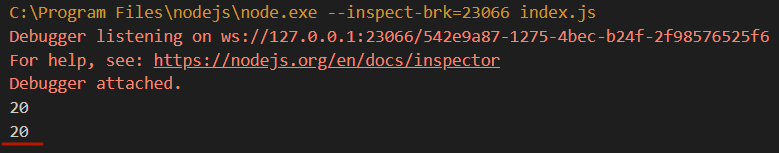 C:\Program Files\nodejs\node.exe --inspect-brk=23066 index.js
Debugger listening on ws://127.0.0.1:23066/542e9a87-1275-4bec-b24f-2f98576525f6
For help, see: https://nodejs.org/en/docs/inspector
Debugger attached.
20
20